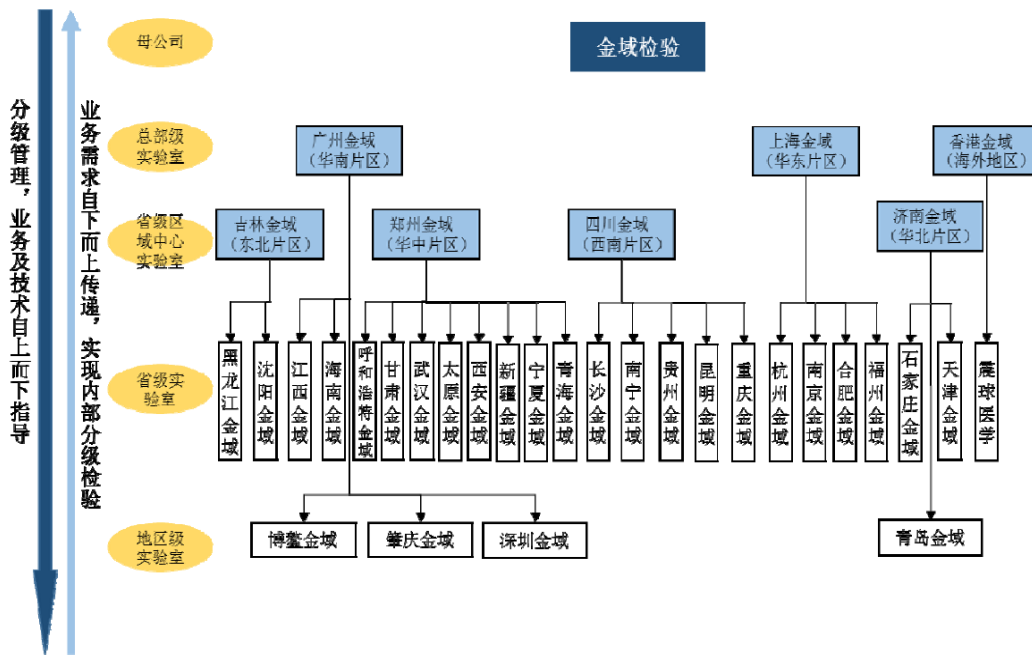 分级管理，业务及技术自上而下指导
业务需求自下而上传递，实现内部分级检验
母公司
金域检验
总部级
实验室
广州金域
（华南片区）
上海金域
（华东片区）
香港金域
（海外地区）
省级区
域中心
实验室
吉林金域
（东北片区）
郑州金域
（华中片区）
四川金域
（西南片区）
济南金域
（华北片区）
省级实
验室
黑龙江金域
沈阳金域
江西金域
海南金域
呼和浩特金域
甘肃金域
武汉金域
太原金域
西安金域
新疆金域
宁夏金域
青海金域
长沙金域
南宁金域
贵州金域
昆明金域
重庆金域
杭州金域
南京金域
合肥金域
福州金域
石家庄金域
天津金域
震球医学
地区级
实验室
博鳌金域
肇庆金域
深圳金域
青岛金域